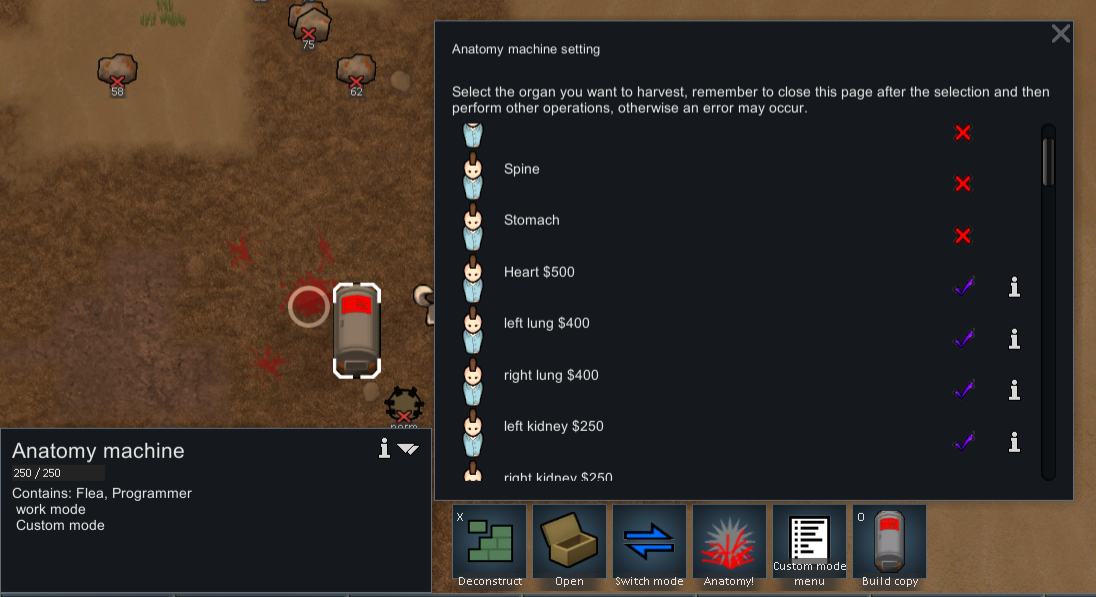 75
58
62
Anatomy machine setting
Select the organ you want to harvest, remember to close this page after the selection and then
perform other operations, otherwise an error may occur.
Spine
Stomach
Heart $500
left lung $400
right lung $400
left kidney $250
right kidney $250
norm
Anatomy machine
250 / 250
Contains: Flea, Programmer
work mode
Custom mode
X
O
Deconstruct
Open
Switch mode
Anatomy!
Custom mode
menu
Build copy